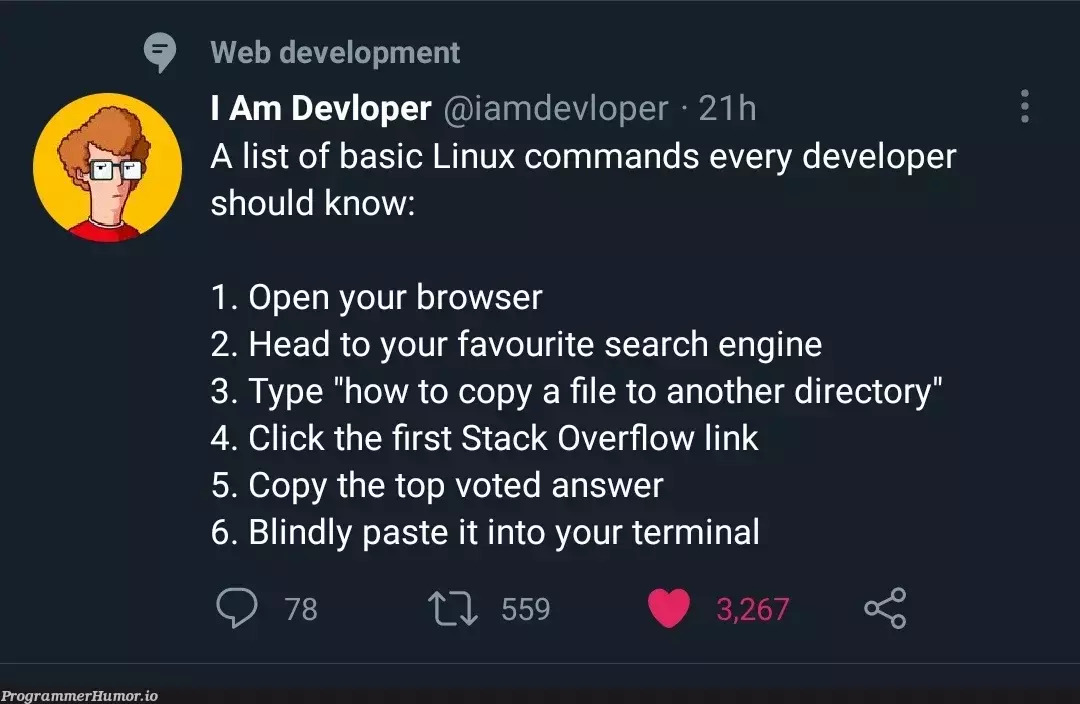 Web development
I Am Devloper @iamdevloper · 21h
A list of basic Linux commands every developer
should know:
1. Open your browser
2. Head to your favourite search engine
3. Type "how to copy a file to another directory"
4. Click the first Stack Overflow link
5. Copy the top voted answer
6. Blindly paste it into your terminal
78 559 3,267
ProgrammerHumor.io